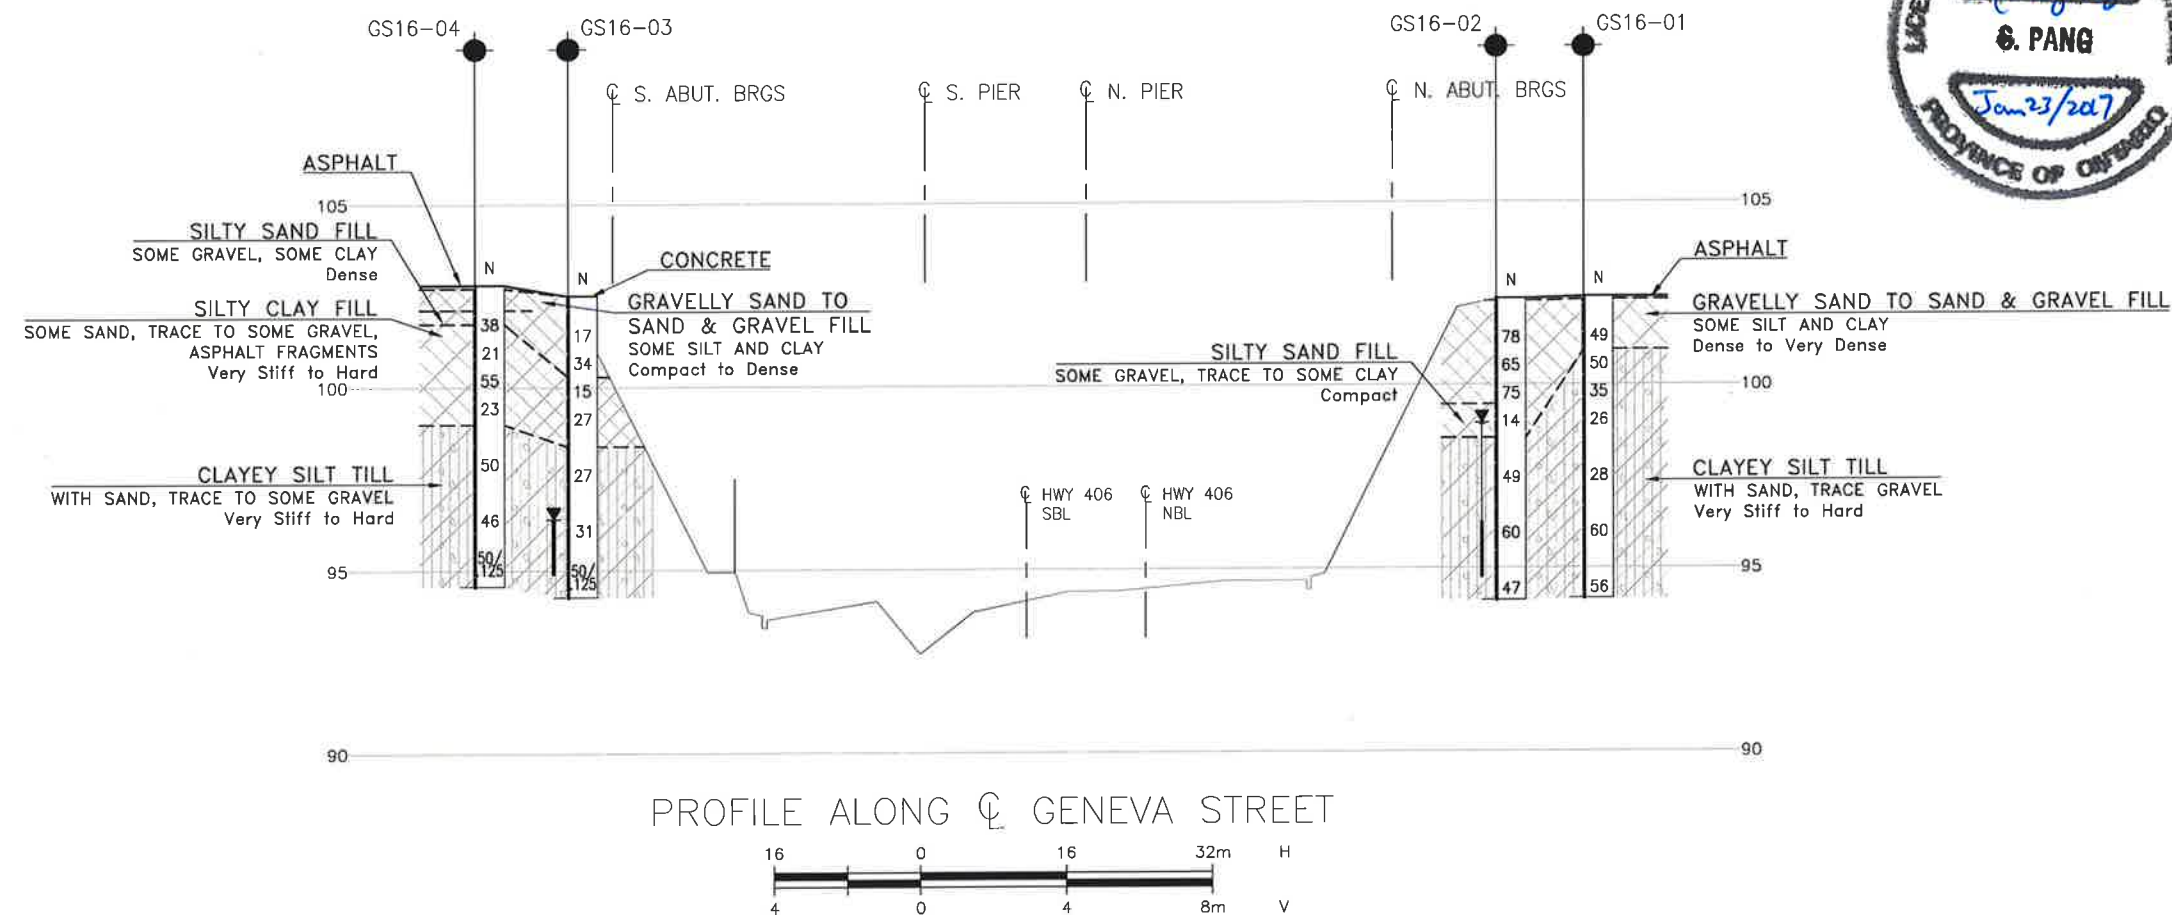 GS16-04
GS16-03
GS16-02
GS16-01
S. PANG
Jan 23/2017
PROVINCE OF ONTARIO
℄ S. ABUT. BRGS
℄ S. PIER
℄ N. PIER
℄ N. ABUT. BRGS
ASPHALT
105
105
SILTY SAND FILL
SOME GRAVEL, SOME CLAY
Dense
SILTY CLAY FILL
SOME SAND, TRACE TO SOME GRAVEL,
ASPHALT FRAGMENTS
Very Stiff to Hard
100
CLAYEY SILT TILL
WITH SAND, TRACE TO SOME GRAVEL
Very Stiff to Hard
95
90
N
38
21
55
23
50
46
50/
.125
N
17
34
15
27
27
31
50/
.125
CONCRETE
GRAVELLY SAND TO
SAND & GRAVEL FILL
SOME SILT AND CLAY
Compact to Dense
℄ HWY 406
SBL
℄ HWY 406
NBL
SILTY SAND FILL
SOME GRAVEL, TRACE TO SOME CLAY
Compact
N
78
65
75
14
49
60
47
N
49
50
35
26
28
60
56
ASPHALT
GRAVELLY SAND TO SAND & GRAVEL FILL
SOME SILT AND CLAY
Dense to Very Dense
100
CLAYEY SILT TILL
WITH SAND, TRACE GRAVEL
Very Stiff to Hard
95
90
PROFILE ALONG ℄ GENEVA STREET
16 0 16 32m H
4 0 4 8m V